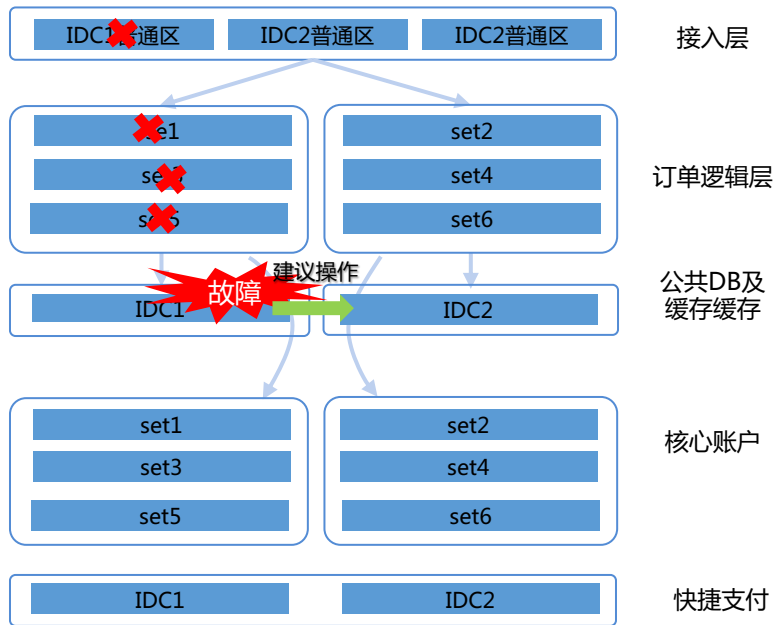 IDC1普通区
IDC2普通区
IDC2普通区
接入层
se1
set2
set4
订单逻辑层
set6
建议操作
故障
公共DB及
缓存缓存
IDC1
IDC2
set1
set2
set3
set4
核心账户
set5
set6
IDC1
IDC2
快捷支付